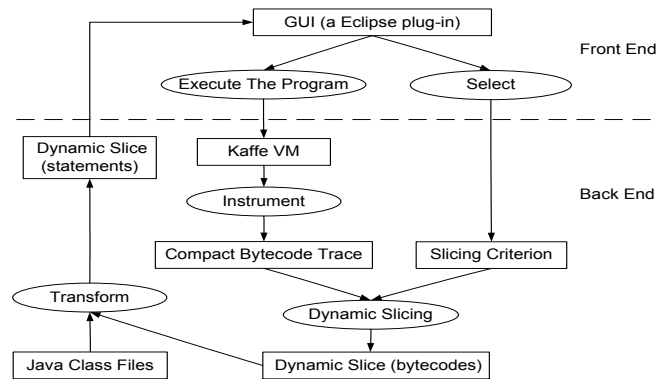 GUI (a Eclipse plug-in)
Front End
Execute The Program
Select
Dynamic Slice
(statements)
Kaffe VM
Back End
Instrument
Compact Bytecode Trace
Slicing Criterion
Transform
Dynamic Slicing
Java Class Files
Dynamic Slice (bytecodes)